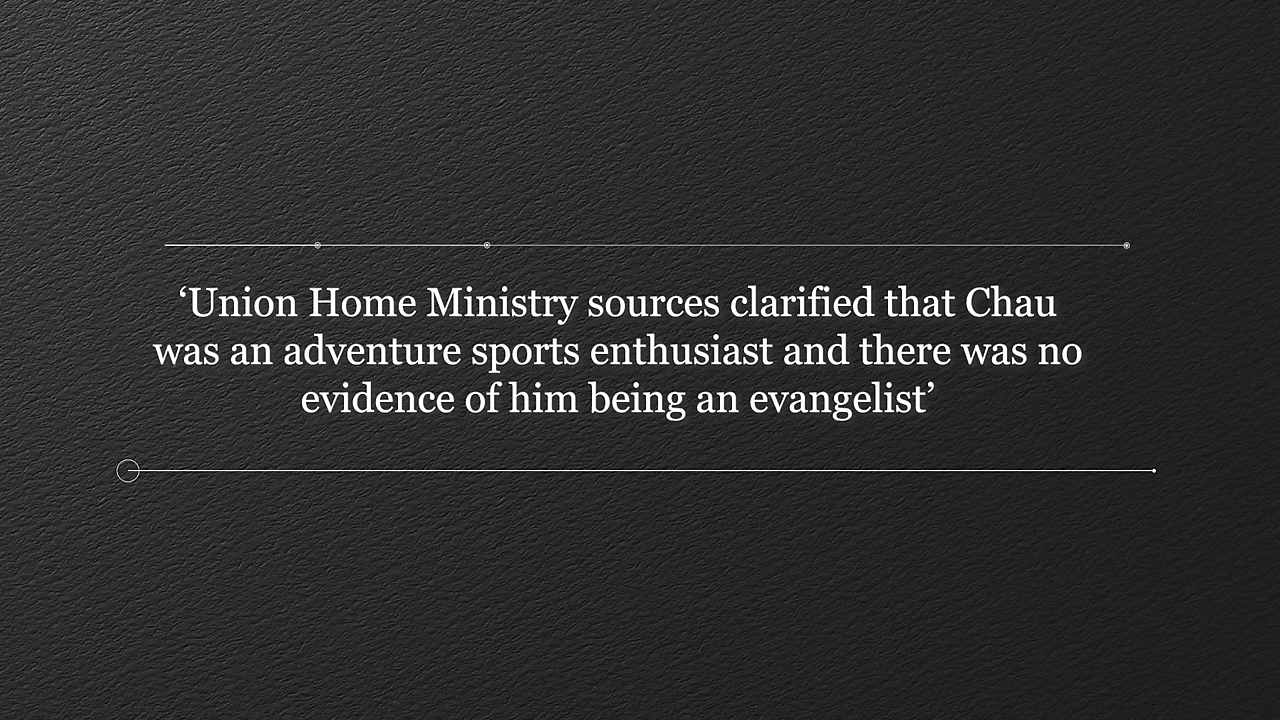 ‘Union Home Ministry sources clarified that Chau
was an adventure sports enthusiast and there was no
evidence of him being an evangelist’